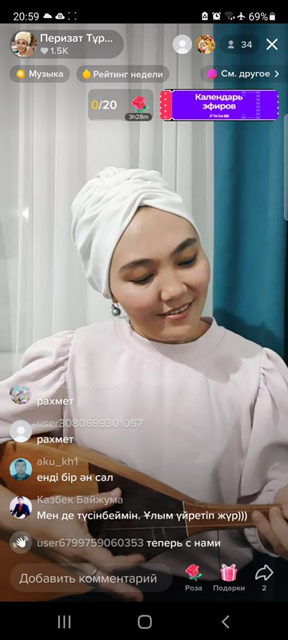 20:59
69%
Перизат Тұр...
1.5K
34
Музыка
Рейтинг недели
См. другое
0/20
3h28m
Календарь
эфиров
рахмет
user3080699301057
рахмет
aku_kh1
енді бір ән сал
Казбек Байжума
Мен де түсінбеймін. Ұлым үйретіп жүр)))
user6799759060353 теперь с нами
Добавить комментарий
Роза
Подарки
2